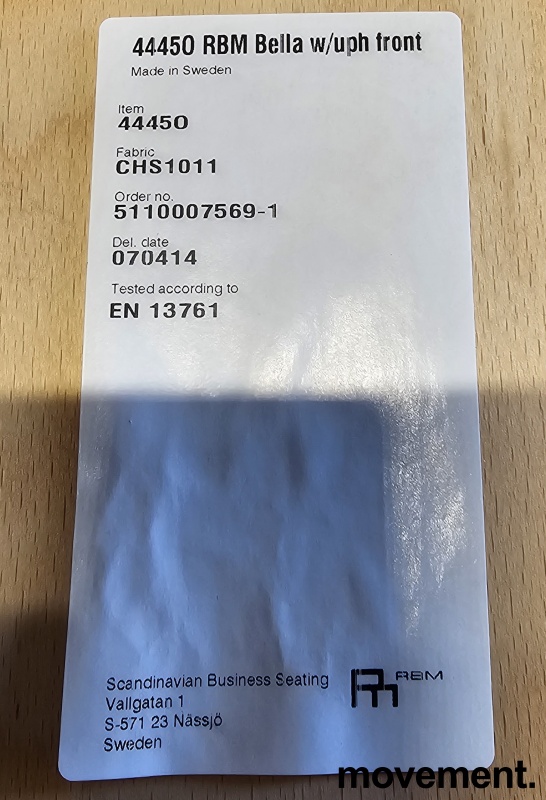 44450 RBM Bella w/uph front
Made in Sweden
Item
44450
Fabric
CHS1011
Order no.
5110007569-1
Del. date
070414
Tested according to
EN 13761
Scandinavian Business Seating
Vallgatan 1
S-571 23 Nässjö
Sweden
RBM
movement.